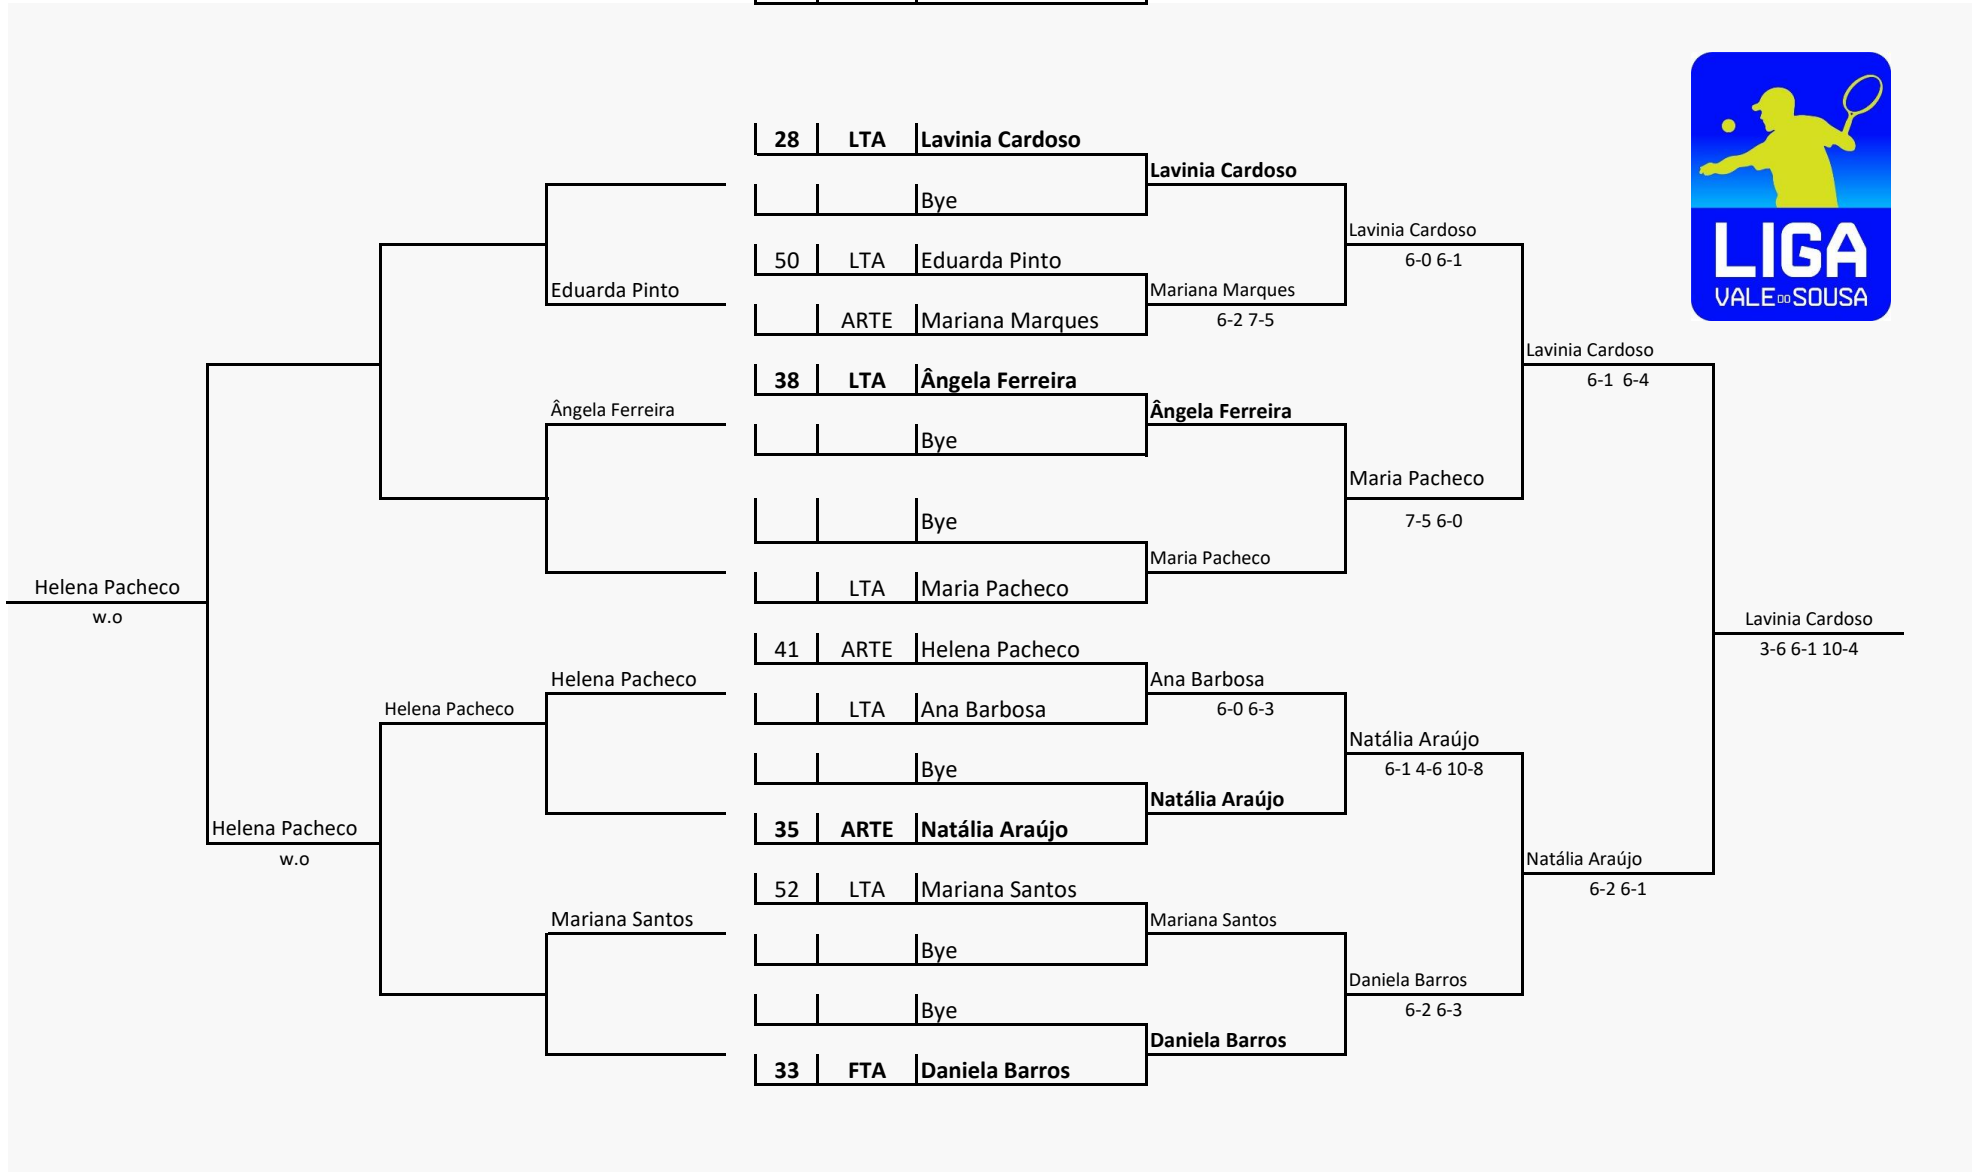 28 LTA Lavinia Cardoso
Lavinia Cardoso
Bye
Lavinia Cardoso
50 LTA Eduarda Pinto
6-0 6-1
Eduarda Pinto
Mariana Marques
ARTE Mariana Marques
6-2 7-5
LIGA
VALE DO SOUSA
Lavinia Cardoso
38 LTA Ângela Ferreira
6-1 6-4
Ângela Ferreira
Ângela Ferreira
Bye
Maria Pacheco
Bye
7-5 6-0
Maria Pacheco
Helena Pacheco
LTA Maria Pacheco
w.o
Lavinia Cardoso
41 ARTE Helena Pacheco
3-6 6-1 10-4
Helena Pacheco
Ana Barbosa
Helena Pacheco
LTA Ana Barbosa
6-0 6-3
Natália Araújo
Bye
6-1 4-6 10-8
Natália Araújo
Helena Pacheco
35 ARTE Natália Araújo
w.o
Natália Araújo
52 LTA Mariana Santos
6-2 6-1
Mariana Santos
Mariana Santos
Bye
Daniela Barros
Bye
6-2 6-3
Daniela Barros
33 FTA Daniela Barros